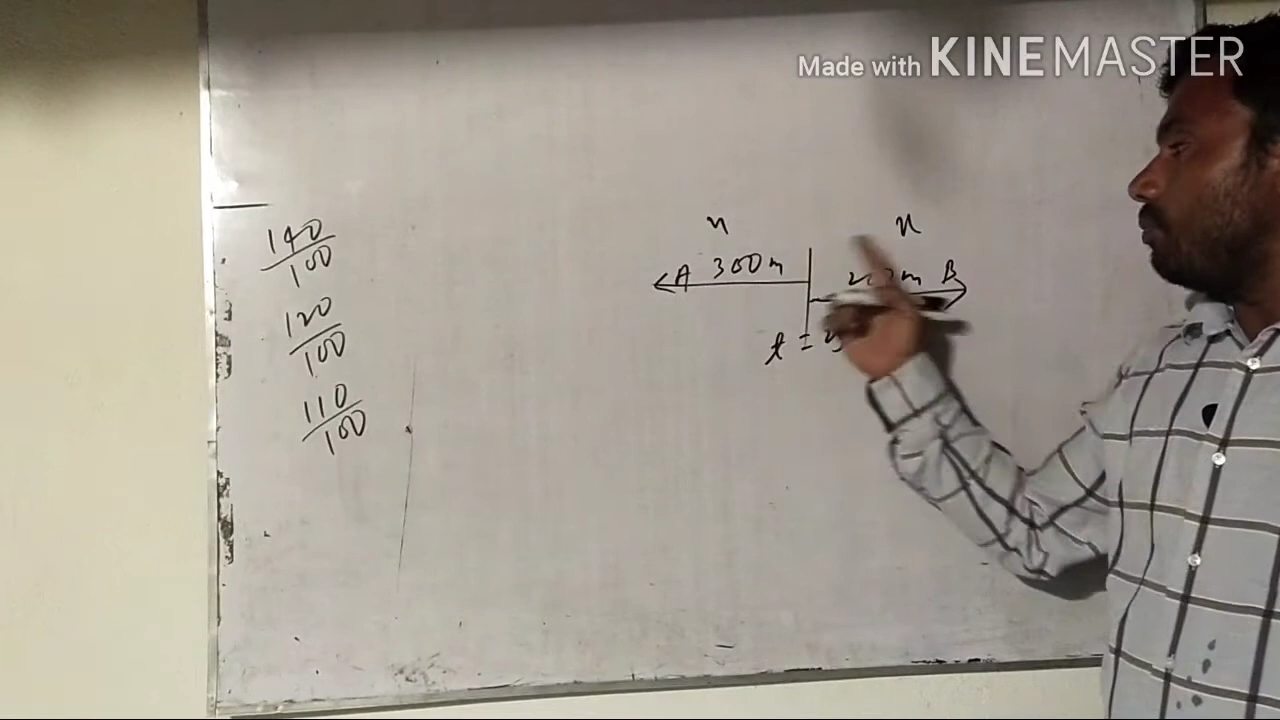 Made with KINEMASTER
140
100
120
100
110
100
x x
A 300m
m B
t =